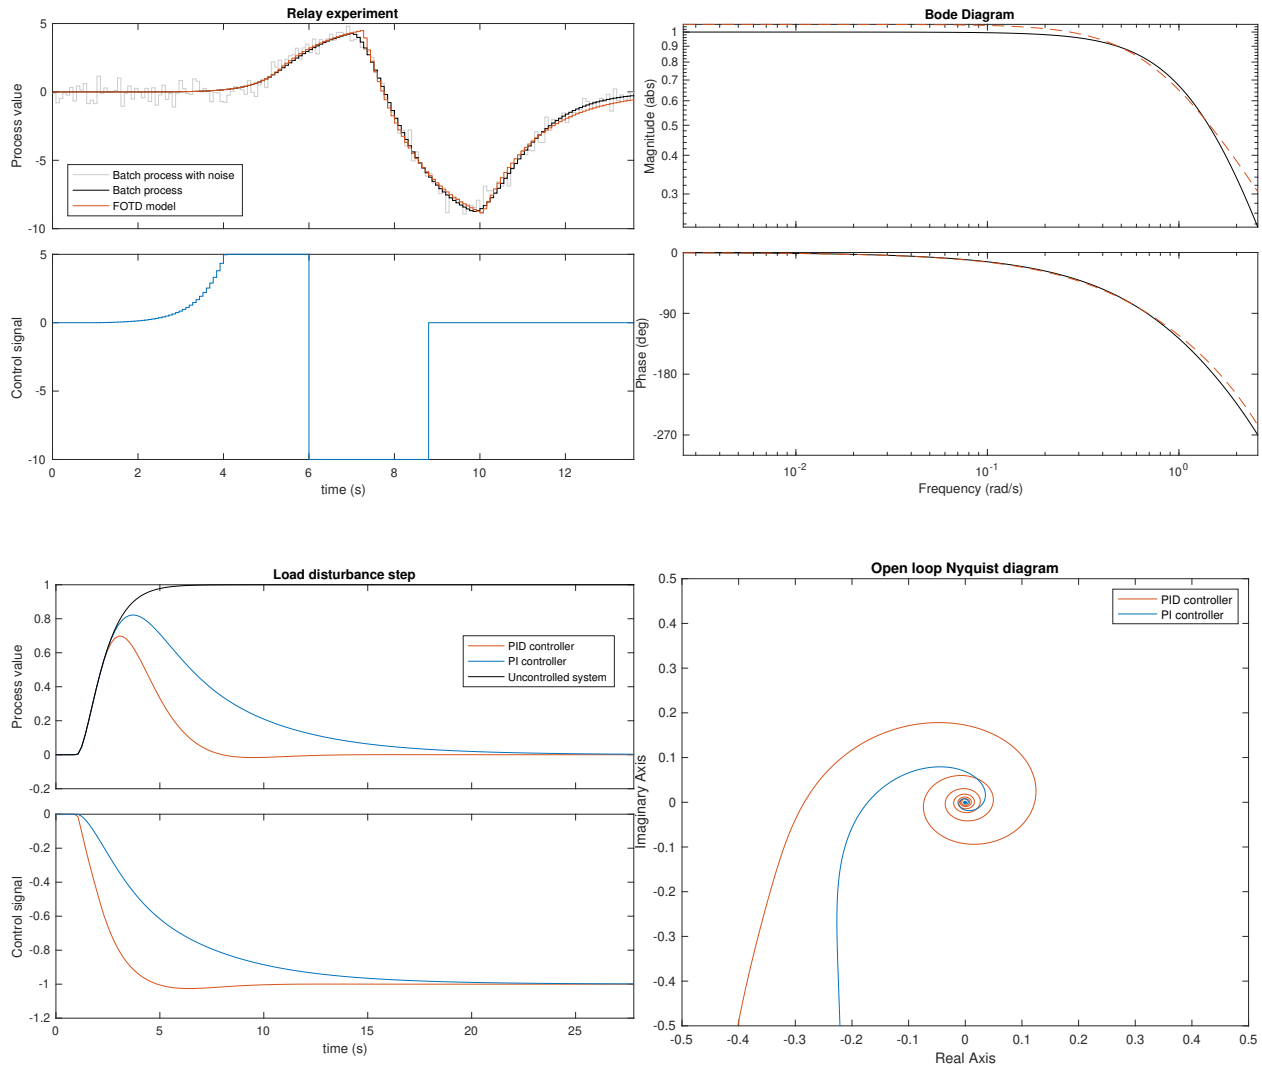 Relay experiment
5
0
-5
-10
Process value
Batch process with noise
Batch process
FOTD model
5
0
-5
-10
Control signal
0 2 4 6 8 10 12
time (s)
Bode Diagram
1
0.9
0.8
0.7
0.6
0.5
0.4
0.3
Magnitude (abs)
0
-90
-180
-270
Phase (deg)
10-2 10-1 100
Frequency (rad/s)
Load disturbance step
1
0.8
0.6
0.4
0.2
0
-0.2
Process value
PID controller
PI controller
Uncontrolled system
0
-0.2
-0.4
-0.6
-0.8
-1
-1.2
Control signal
0 5 10 15 20 25
time (s)
Open loop Nyquist diagram
0.5
0.4
0.3
0.2
0.1
0
-0.1
-0.2
-0.3
-0.4
-0.5
Imaginary Axis
PID controller
PI controller
-0.5 -0.4 -0.3 -0.2 -0.1 0 0.1 0.2 0.3 0.4 0.5
Real Axis